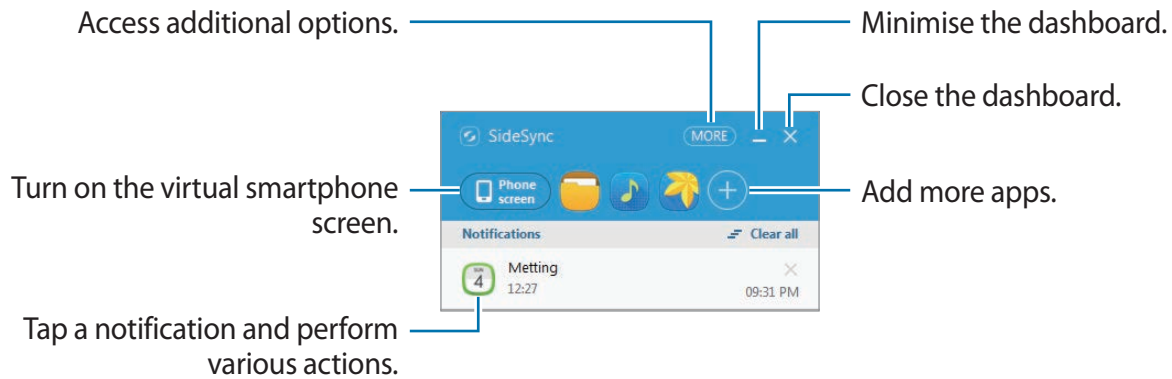 Access additional options.
Minimise the dashboard.
Close the dashboard.
SideSync
MORE
Turn on the virtual smartphone
screen.
Phone
screen
Add more apps.
Notifications
Clear all
SUN
4
Metting
12:27
09:31 PM
Tap a notification and perform
various actions.